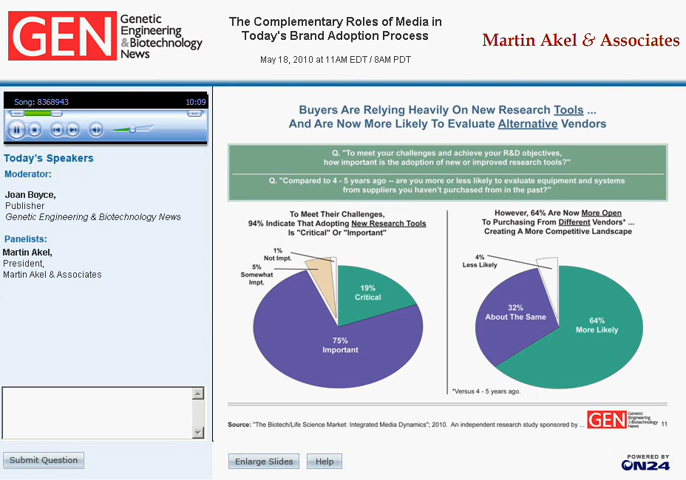 GEN Genetic
Engineering
& Biotechnology
News
The Complementary Roles of Media in
Today's Brand Adoption Process
May 18, 2010 at 11AM EDT / 8AM PDT
Martin Akel & Associates
Song: 8368943 10:09
Today's Speakers
Moderator:
Joan Boyce,
Publisher
Genetic Engineering & Biotechnology News
Panelists:
Martin Akel,
President,
Martin Akel & Associates
Submit Question
Buyers Are Relying Heavily On New Research Tools ...
And Are Now More Likely To Evaluate Alternative Vendors
Q. "To meet your challenges and achieve your R&D objectives,
how important is the adoption of new or improved research tools?"
Q. "Compared to 4 - 5 years ago -- are you more or less likely to evaluate equipment and systems
from suppliers you haven't purchased from in the past?"
To Meet Their Challenges,
94% Indicate That Adopting New Research Tools
Is "Critical" Or "Important"
1%
Not Impt.
5%
Somewhat
Impt.
19%
Critical
75%
Important
However, 64% Are Now More Open
To Purchasing From Different Vendors* ...
Creating A More Competitive Landscape
4%
Less Likely
32%
About The Same
64%
More Likely
*Versus 4 - 5 years ago.
Source: "The Biotech/Life Science Market: Integrated Media Dynamics"; 2010. An independent research study sponsored by ...
GEN Genetic
Engineering
& Biotechnology
News
11
Enlarge Slides
Help
POWERED BY
ON24